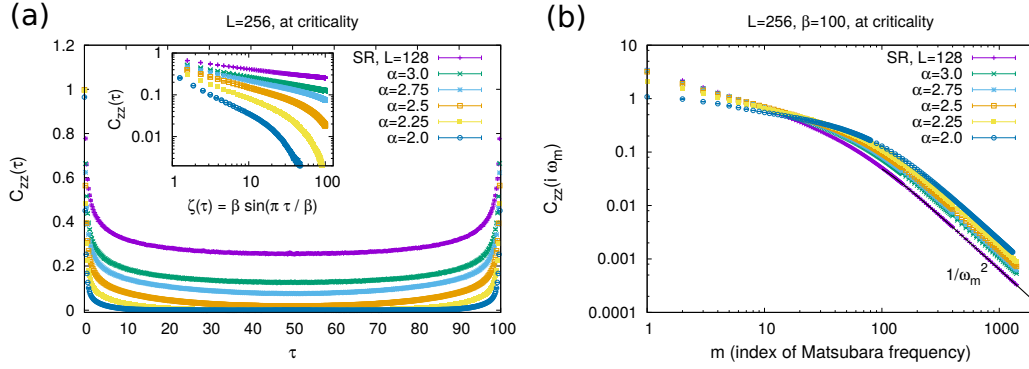 (a)
L=256, at criticality
C_zz(τ)
1.2
1
0.8
0.6
0.4
0.2
0
0 10 20 30 40 50 60 70 80 90 100
τ
C_zz(τ)
1
0.1
0.01
1 10 100
ζ(τ) = β sin(π τ / β)
SR, L=128
α=3.0
α=2.75
α=2.5
α=2.25
α=2.0
(b)
L=256, β=100, at criticality
C_zz(i ω_m)
10
1
0.1
0.01
0.001
0.0001
1 10 100 1000
m (index of Matsubara frequency)
SR, L=128
α=3.0
α=2.75
α=2.5
α=2.25
α=2.0
1/ω_m^2